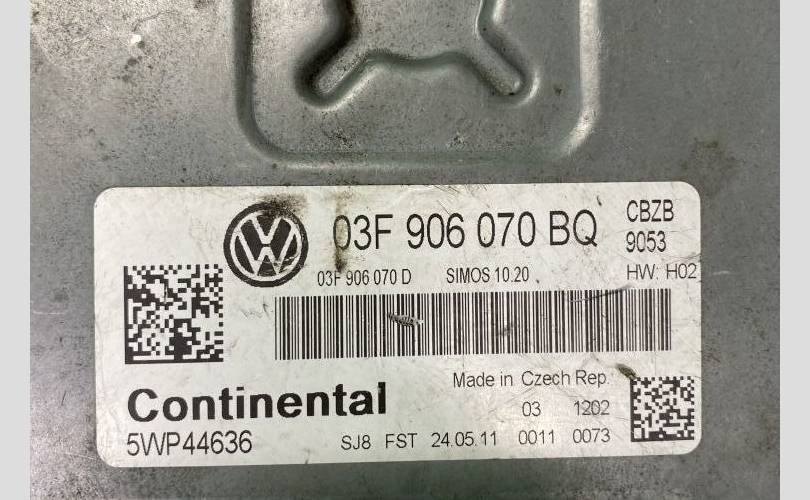 03F 906 070 BQ CBZB
9053
03F 906 070 D SIMOS 10.20 HW: H02
Made in Czech Rep.
Continental 03 1202
5WP44636 SJ8 FST 24.05.11 0011 0073